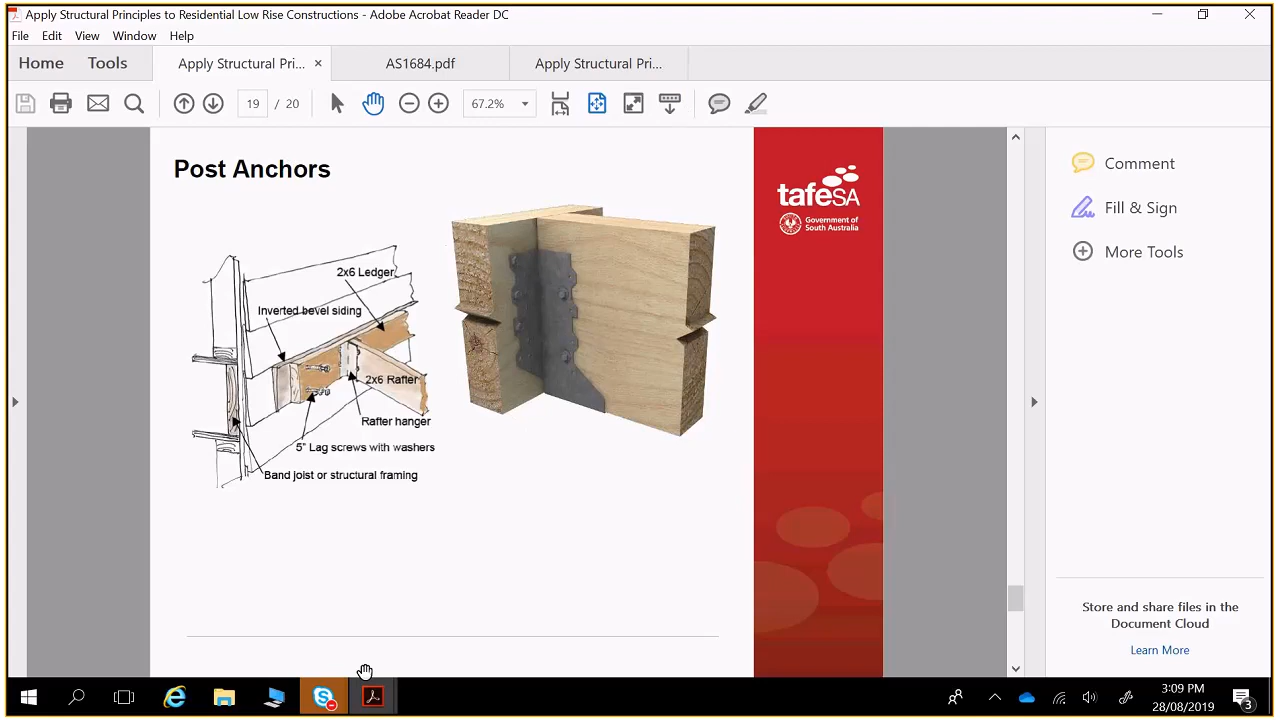 Apply Structural Principles to Residential Low Rise Constructions - Adobe Acrobat Reader DC
File Edit View Window Help
Home Tools Apply Structural Pri... × AS1684.pdf Apply Structural Pri...
19 / 20 67.2%
Post Anchors
tafeSA
Government of
South Australia
2x6 Ledger
Inverted bevel siding
2x6 Rafter
Rafter hanger
5" Lag screws with washers
Band joist or structural framing
Comment
Fill & Sign
More Tools
Store and share files in the
Document Cloud
Learn More
3:09 PM
28/08/2019
3